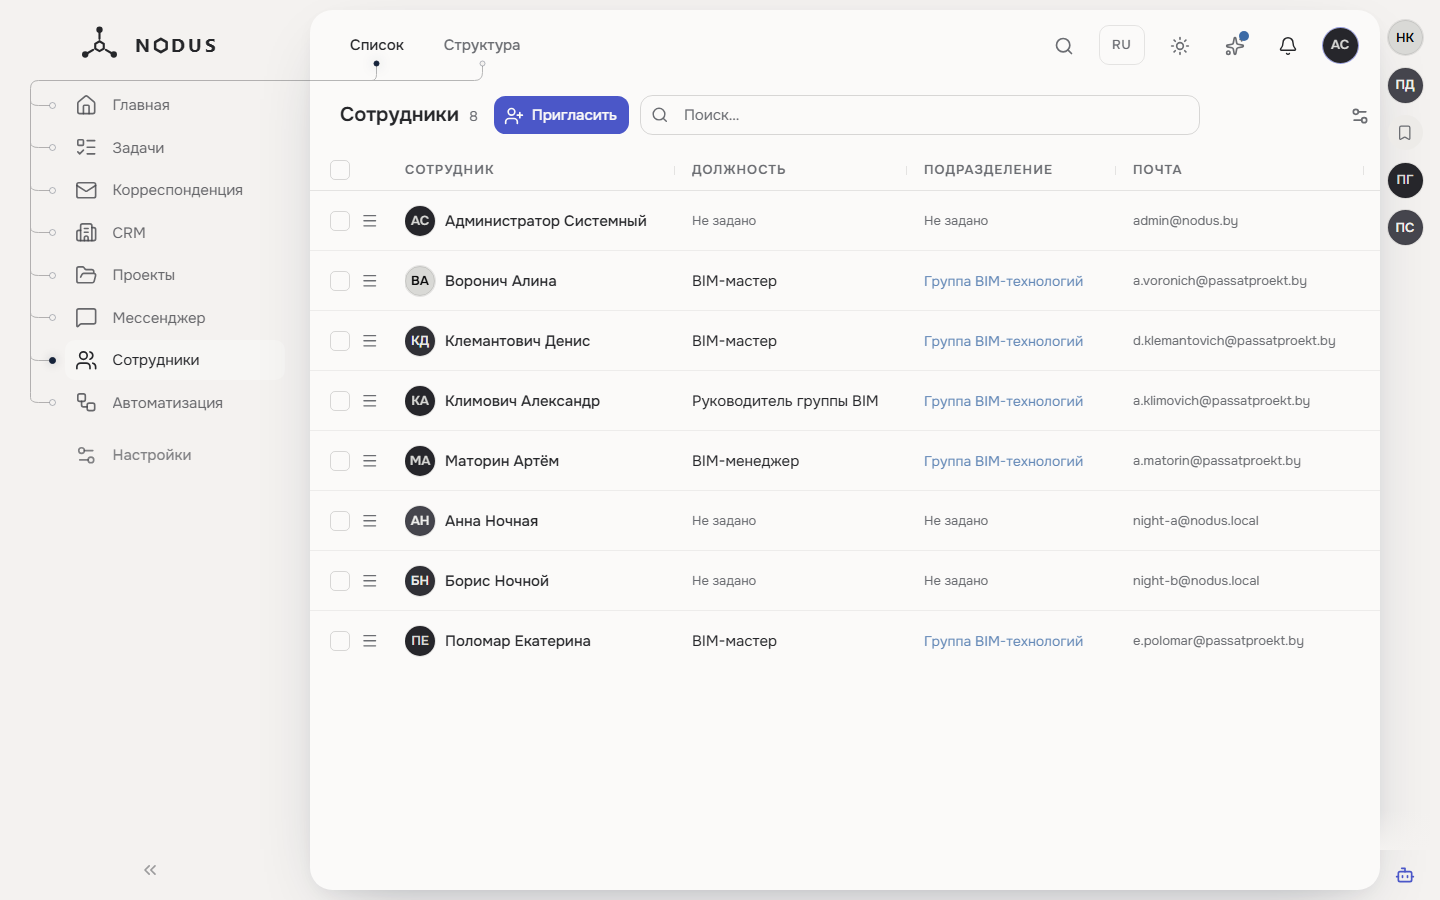 NODUS
Список Структура
RU
АС
НК
ПД
ПГ
ПС
Главная
Задачи
Корреспонденция
CRM
Проекты
Мессенджер
Сотрудники
Автоматизация
Настройки
Сотрудники 8 Пригласить Поиск...
СОТРУДНИК ДОЛЖНОСТЬ ПОДРАЗДЕЛЕНИЕ ПОЧТА
АС Администратор Системный Не задано Не задано admin@nodus.by
ВА Воронич Алина BIM-мастер Группа BIM-технологий a.voronich@passatproekt.by
КД Клемантович Денис BIM-мастер Группа BIM-технологий d.klemantovich@passatproekt.by
КА Климович Александр Руководитель группы BIM Группа BIM-технологий a.klimovich@passatproekt.by
МА Маторин Артём BIM-менеджер Группа BIM-технологий a.matorin@passatproekt.by
АН Анна Ночная Не задано Не задано night-a@nodus.local
БН Борис Ночной Не задано Не задано night-b@nodus.local
ПЕ Поломар Екатерина BIM-мастер Группа BIM-технологий e.polomar@passatproekt.by